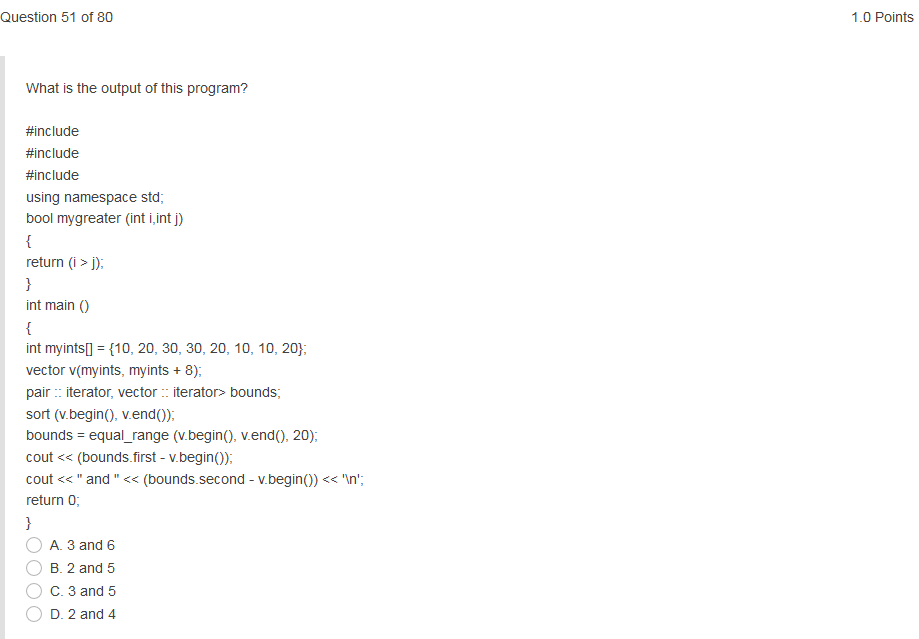 Question 51 of 80
1.0 Points
What is the output of this program?
#include
#include
#include
using namespace std;
bool mygreater (int i,int j)
{
return (i > j);
}
int main ()
{
int myints[] = {10, 20, 30, 30, 20, 10, 10, 20};
vector v(myints, myints + 8);
pair :: iterator, vector :: iterator> bounds;
sort (v.begin(), v.end());
bounds = equal_range (v.begin(), v.end(), 20);
cout << (bounds.first - v.begin());
cout << " and " << (bounds.second - v.begin()) << '\n';
return 0;
}
A. 3 and 6
B. 2 and 5
C. 3 and 5
D. 2 and 4